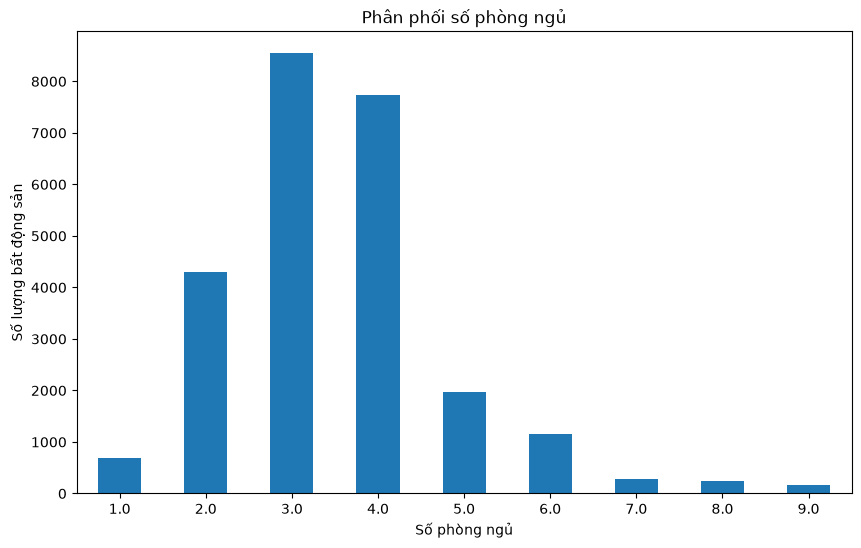 Phân phối số phòng ngủ
Số lượng bất động sản
8000
7000
6000
5000
4000
3000
2000
1000
0
1.0 2.0 3.0 4.0 5.0 6.0 7.0 8.0 9.0
Số phòng ngủ